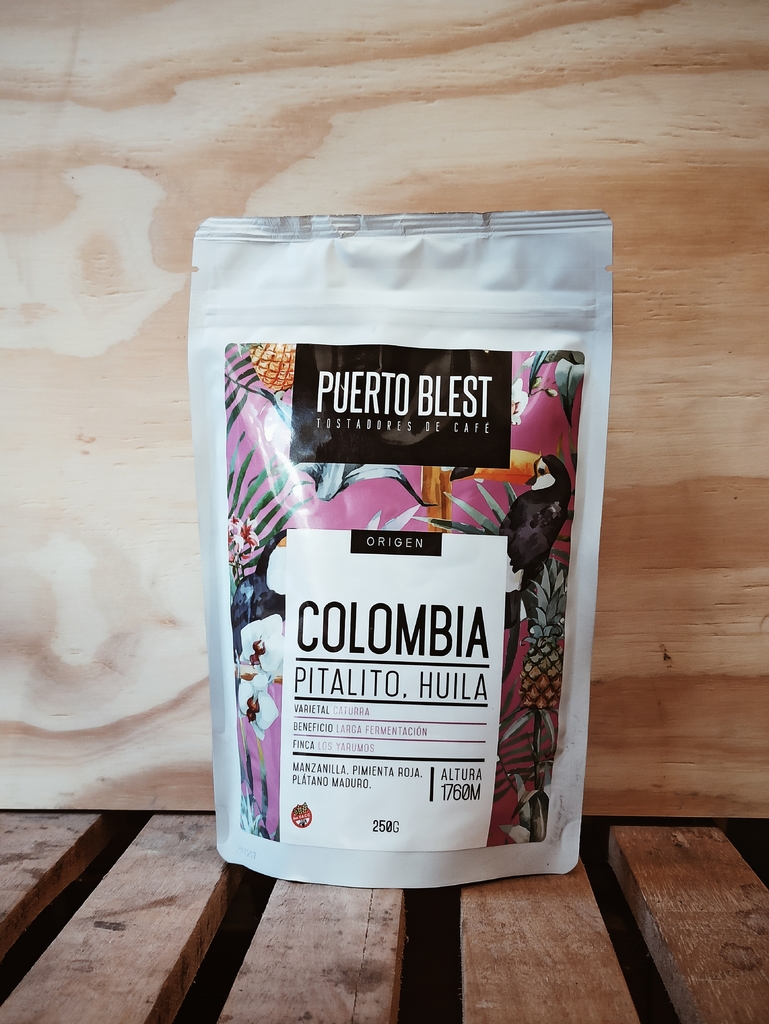 PUERTO BLEST
TOSTADORES DE CAFÉ
ORIGEN
COLOMBIA
PITALITO, HUILA
VARIETAL CATURRA
BENEFICIO LARGA FERMENTACIÓN
FINCA LOS YARUMOS
MANZANILLA, PIMIENTA ROJA,
PLÁTANO MADURO.
ALTURA
1760M
250G